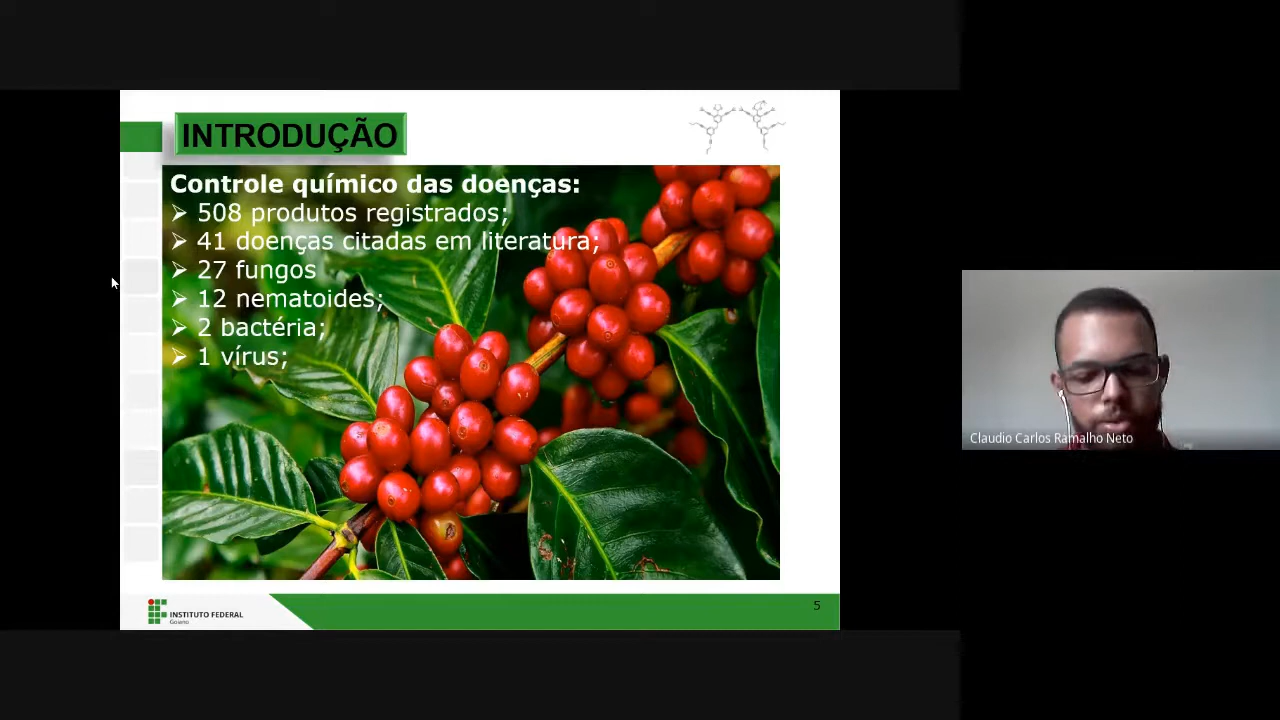 INTRODUÇÃO
Controle químico das doenças:
➢ 508 produtos registrados;
➢ 41 doenças citadas em literatura;
➢ 27 fungos
➢ 12 nematoides;
➢ 2 bactéria;
➢ 1 vírus;
INSTITUTO FEDERAL
Goiano
5
Claudio Carlos Ramalho Neto